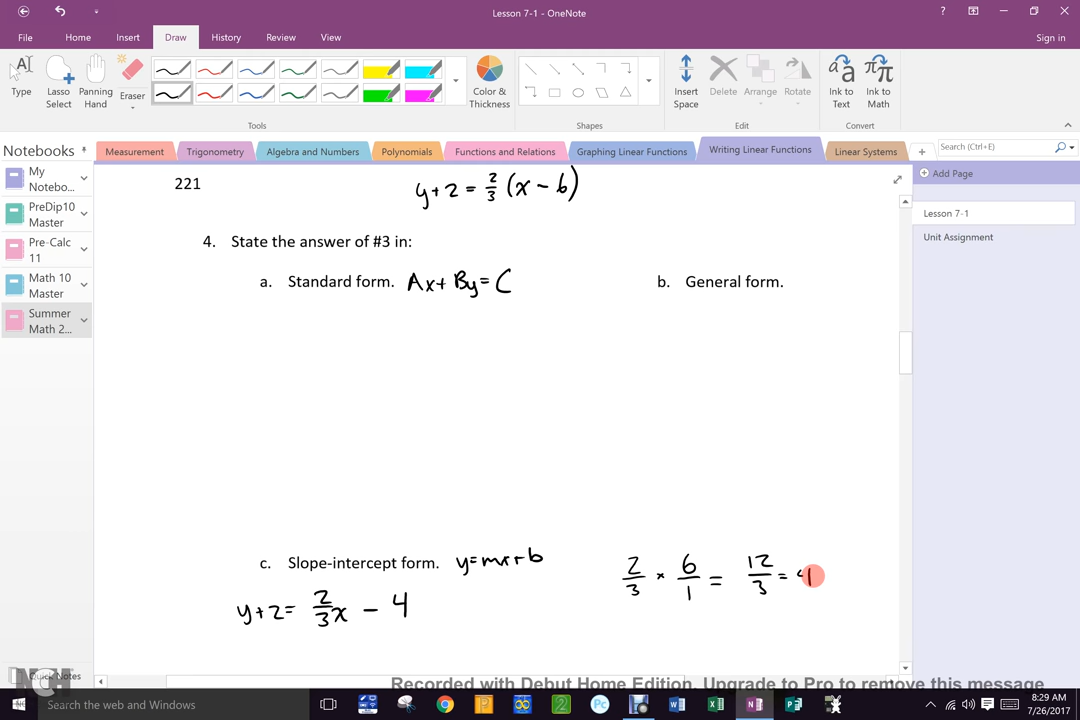 Lesson 7-1 - OneNote
?
File Home Insert Draw History Review View Sign in
Type Lasso Select Panning Hand Eraser Color & Thickness Insert Space Delete Arrange Rotate Ink to Text Ink to Math
Tools Shapes Edit Convert
Notebooks Measurement Trigonometry Algebra and Numbers Polynomials Functions and Relations Graphing Linear Functions Writing Linear Functions Linear Systems + Search (Ctrl+E)
My Notebo...
PreDip10 Master
Pre-Calc 11
Math 10 Master
Summer Math 2...
Add Page
Lesson 7-1
Unit Assignment
221 y+2 = 2/3 (x - 6)
4. State the answer of #3 in:
a. Standard form. Ax+ By= C b. General form.
c. Slope-intercept form. y=mx+b 2/3 × 6/1 = 12/3 = 4
y+2= 2/3x - 4
Quick Notes
NCH
Recorded with Debut Home Edition. Upgrade to Pro to remove this message
Search the web and Windows
8:29 AM
7/26/2017